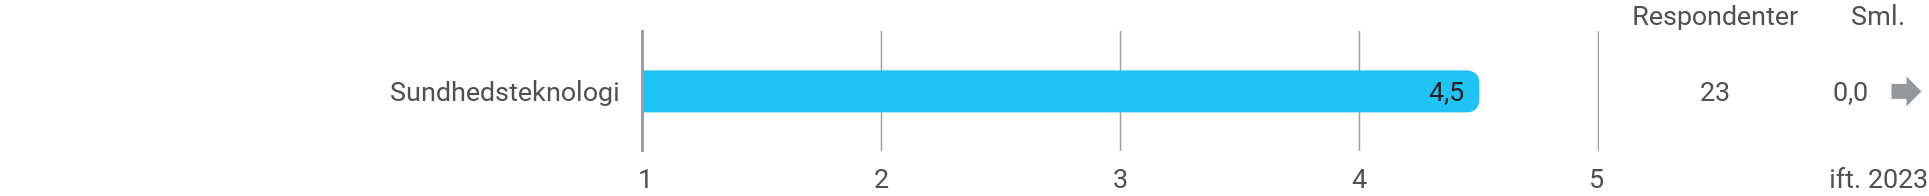 Respondenter Sml.
Sundhedsteknologi 4,5 23 0,0
1 2 3 4 5 ift. 2023